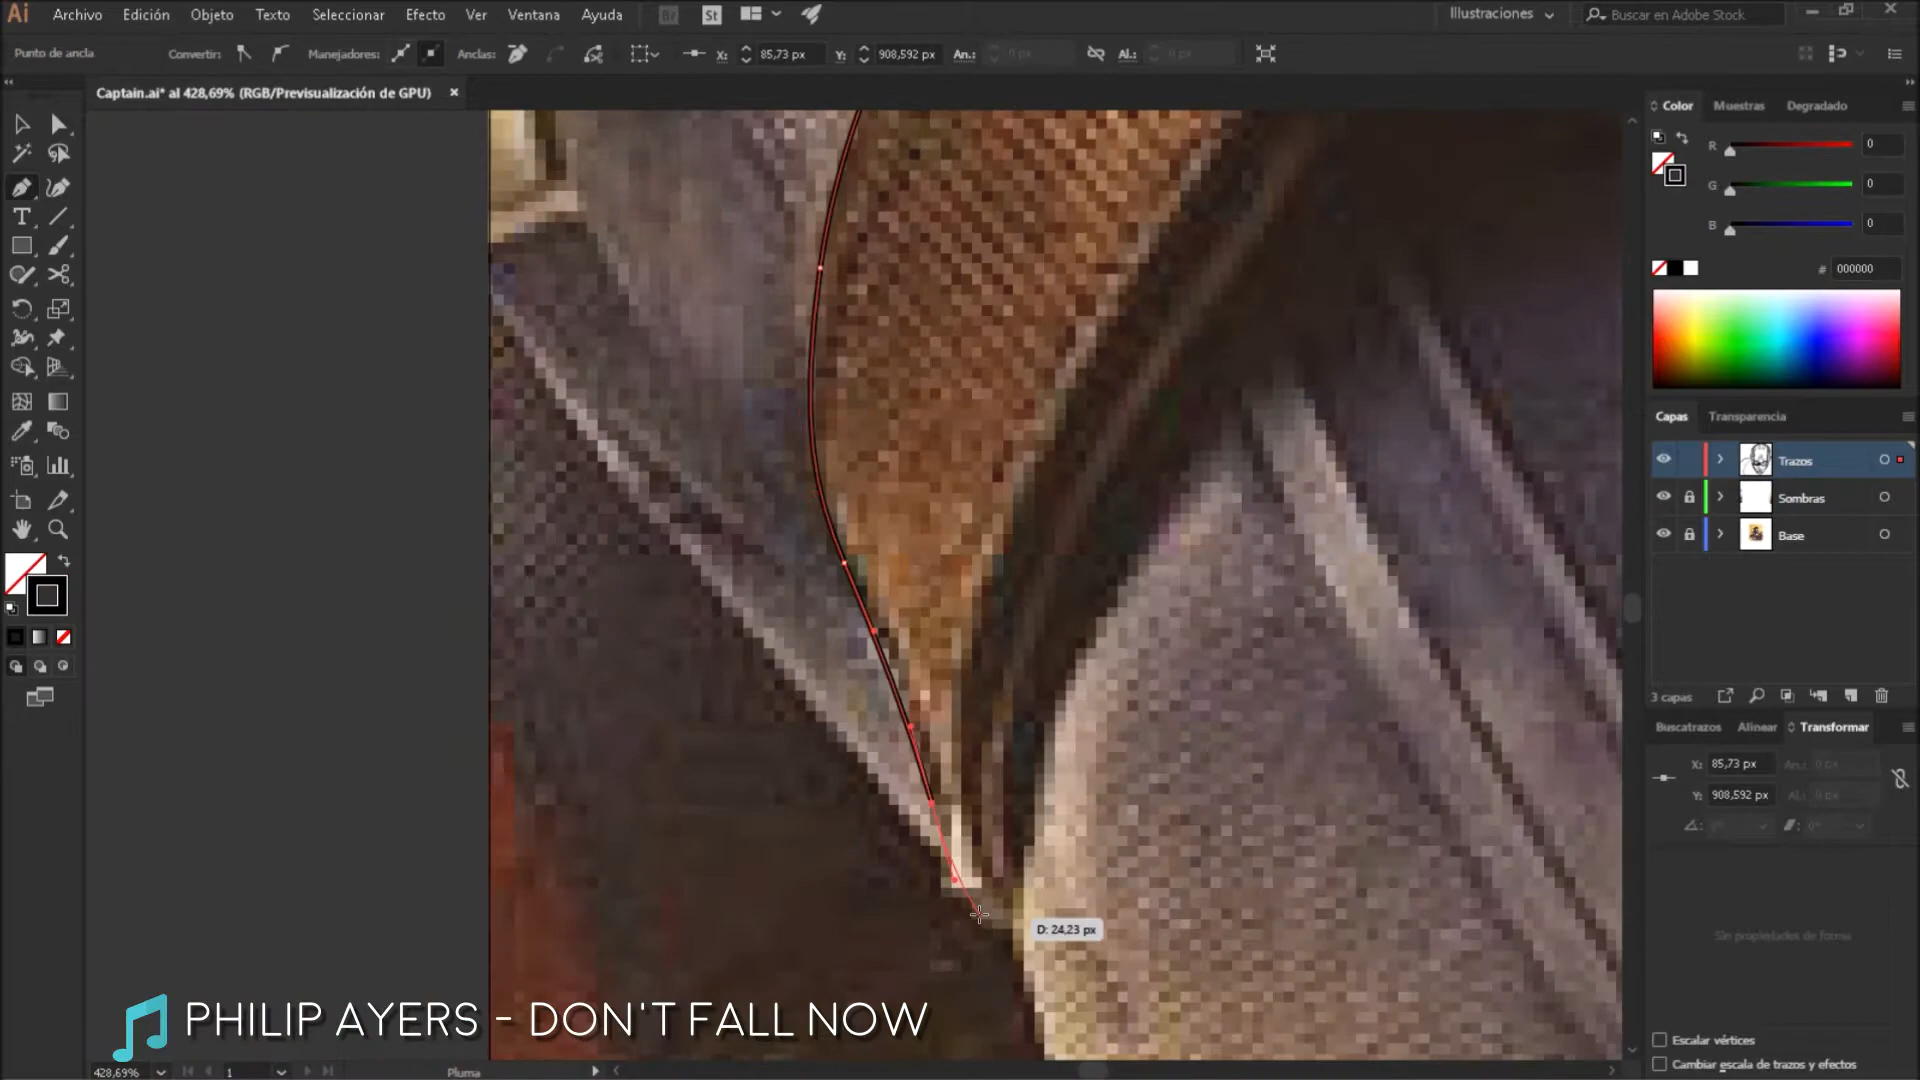 Ai Archivo Edición Objeto Texto Seleccionar Efecto Ver Ventana Ayuda Br St Illustraciones Buscar en Adobe Stock
Punto de ancla Convertir: Manejadores: Anclas: X: 85,73 px Y: 908,592 px An.: 0 px Al.: 0 px
Captain.ai* al 428,69% (RGB/Previsualización de GPU) ×
Color Muestras Degradado
R 0
G 0
B 0
# 000000
Capas Transparencia
Trazos
Sombras
Base
3 capas
Buscatrazos Alinear Transformar
X: 85,73 px An.: 0 px
Y: 908,592 px Al.: 0 px
D: 24,23 px
Sin propiedades de forma
PHILIP AYERS - DON'T FALL NOW
Escalar vértices
Cambiar escala de trazos y efectos
428,69% 1 Pluma